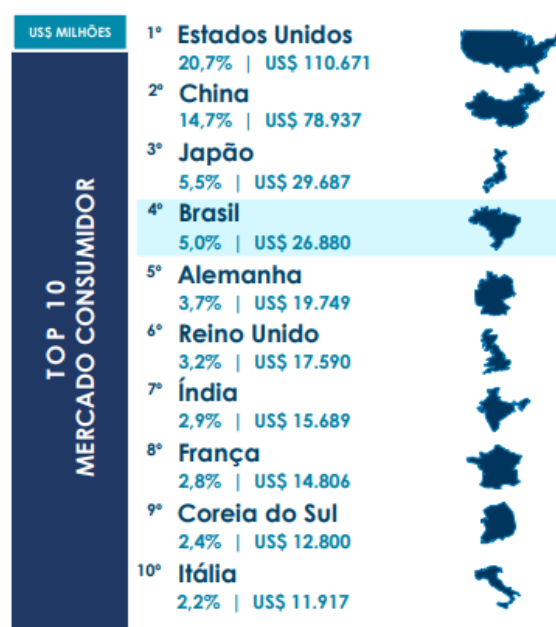 US$ MILHÕES
TOP 10
MERCADO CONSUMIDOR
1º Estados Unidos
20,7% | US$ 110.671
2º China
14,7% | US$ 78.937
3º Japão
5,5% | US$ 29.687
4º Brasil
5,0% | US$ 26.880
5º Alemanha
3,7% | US$ 19.749
6º Reino Unido
3,2% | US$ 17.590
7º Índia
2,9% | US$ 15.689
8º França
2,8% | US$ 14.806
9º Coreia do Sul
2,4% | US$ 12.800
10º Itália
2,2% | US$ 11.917